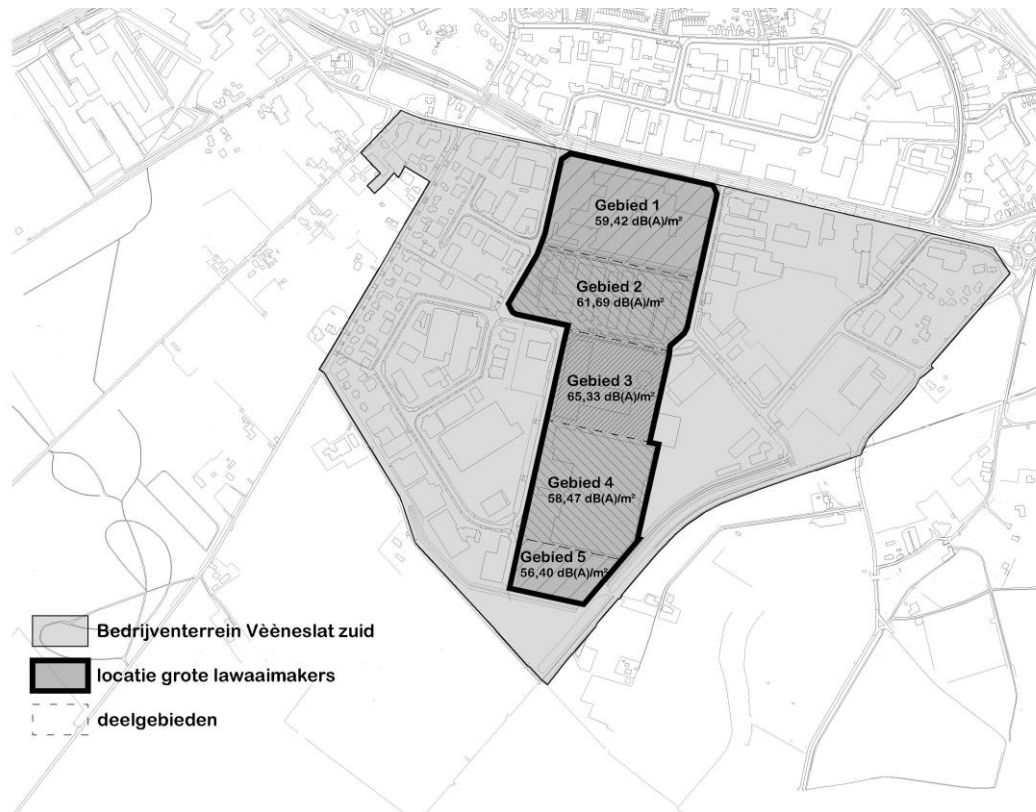 Gebied 1
59,42 dB(A)/m²
Gebied 2
61,69 dB(A)/m²
Gebied 3
65,33 dB(A)/m²
Gebied 4
58,47 dB(A)/m²
Gebied 5
56,40 dB(A)/m²
Bedrijventerrein Vèèneslat zuid
locatie grote lawaaimakers
deelgebieden